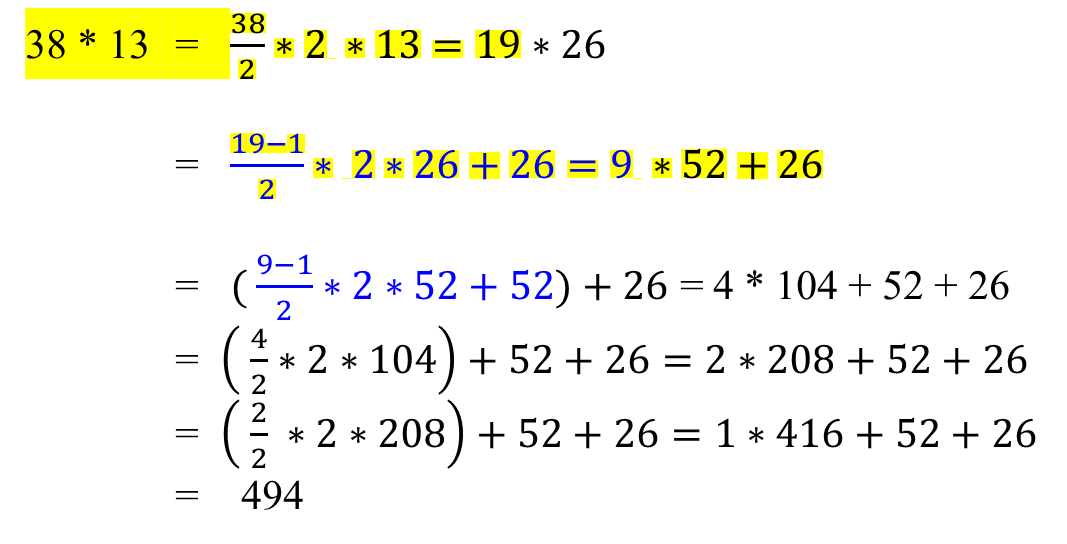 38 * 13 = 38/2 ∗ 2 ∗ 13 = 19 ∗ 26
= 19−1/2 ∗ 2 ∗ 26 + 26 = 9 ∗ 52 + 26
= (9−1/2 ∗ 2 ∗ 52 + 52) + 26 = 4 * 104 + 52 + 26
= (4/2 ∗ 2 ∗ 104) + 52 + 26 = 2 ∗ 208 + 52 + 26
= (2/2 ∗ 2 ∗ 208) + 52 + 26 = 1 ∗ 416 + 52 + 26
= 494